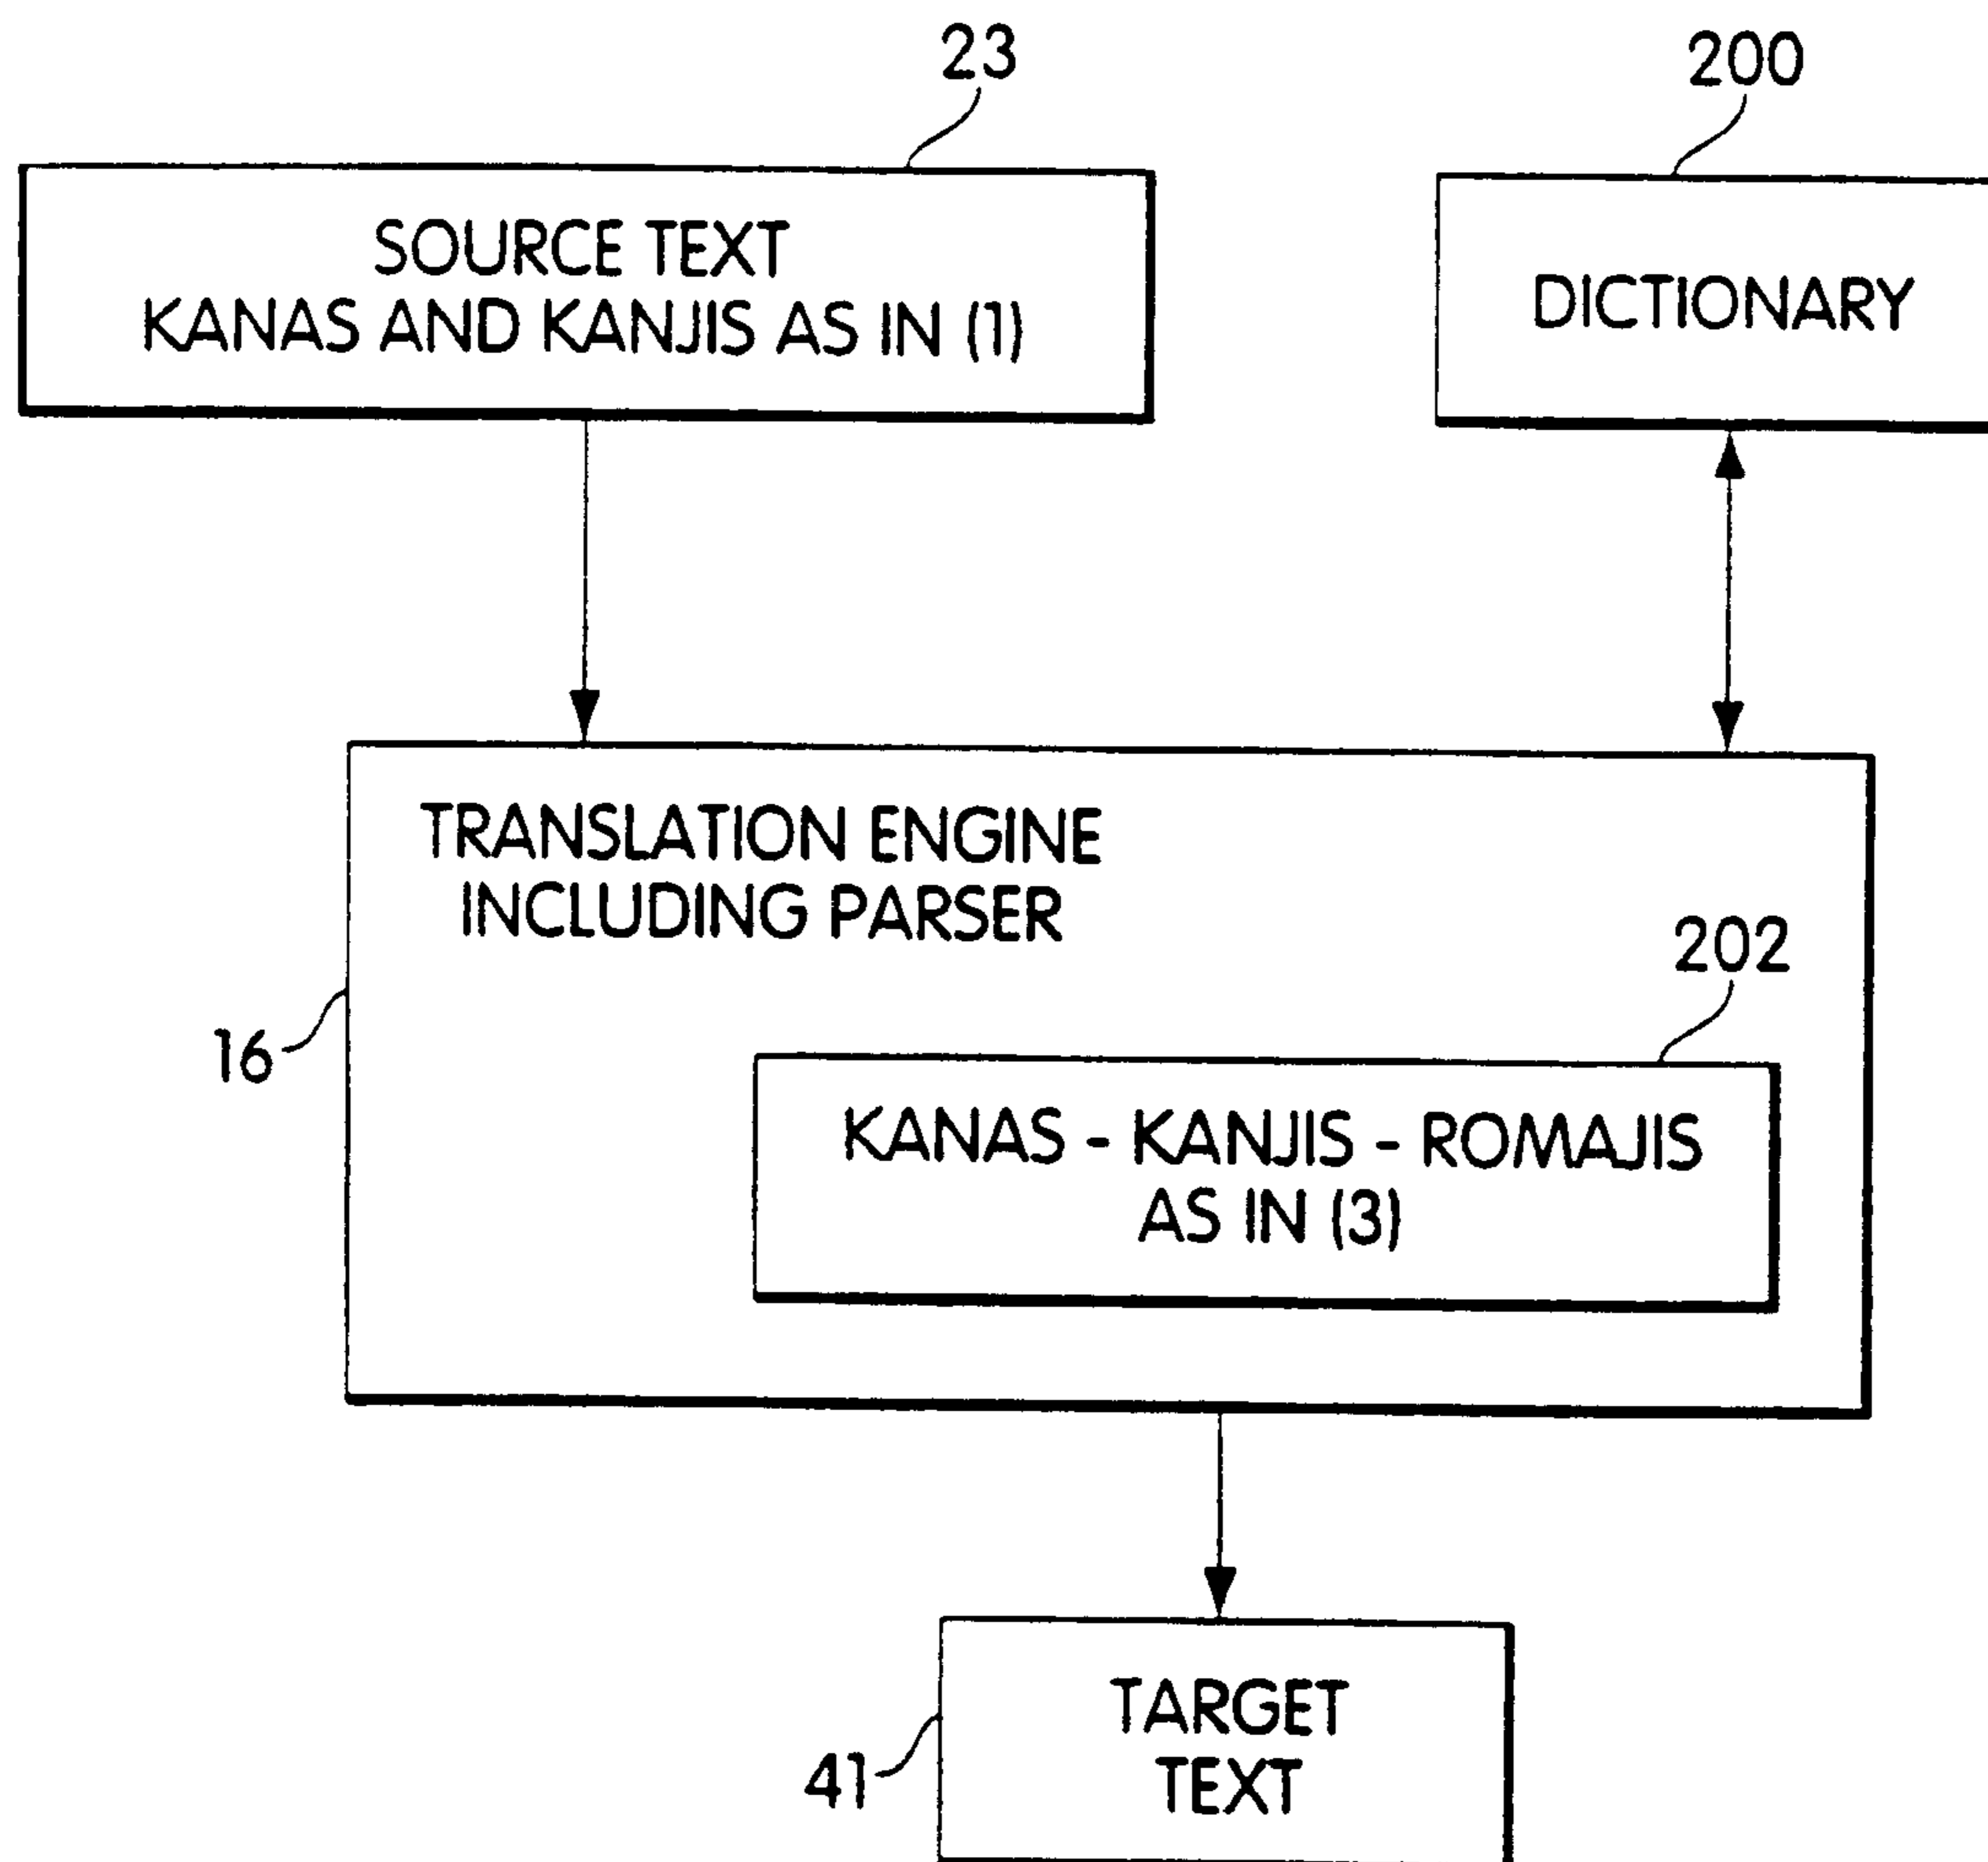 23
200
SOURCE TEXT
KANAS AND KANJIS AS IN (1)
DICTIONARY
TRANSLATION ENGINE
INCLUDING PARSER
202
16
KANAS - KANJIS - ROMAJIS
AS IN (3)
TARGET
TEXT
41